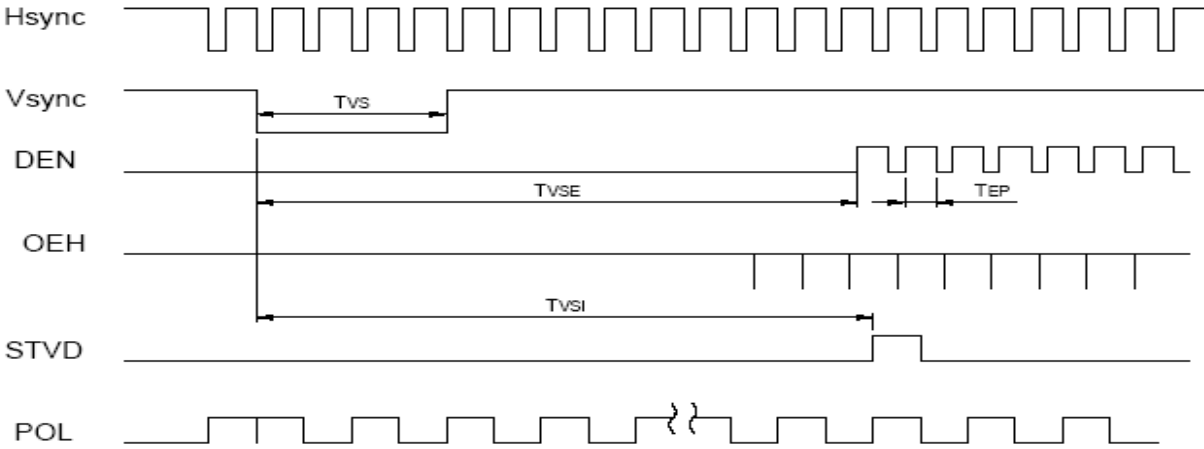 Hsync
Vsync
TVS
DEN
TVSE
TEP
OEH
TVSI
STVD
POL